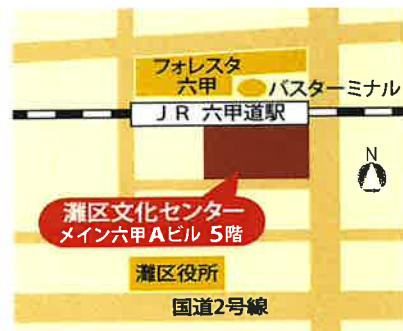 フォレスタ
六甲
バスターミナル
JR 六甲道駅
N
灘区文化センター
メイン六甲Aビル 5階
灘区役所
国道2号線